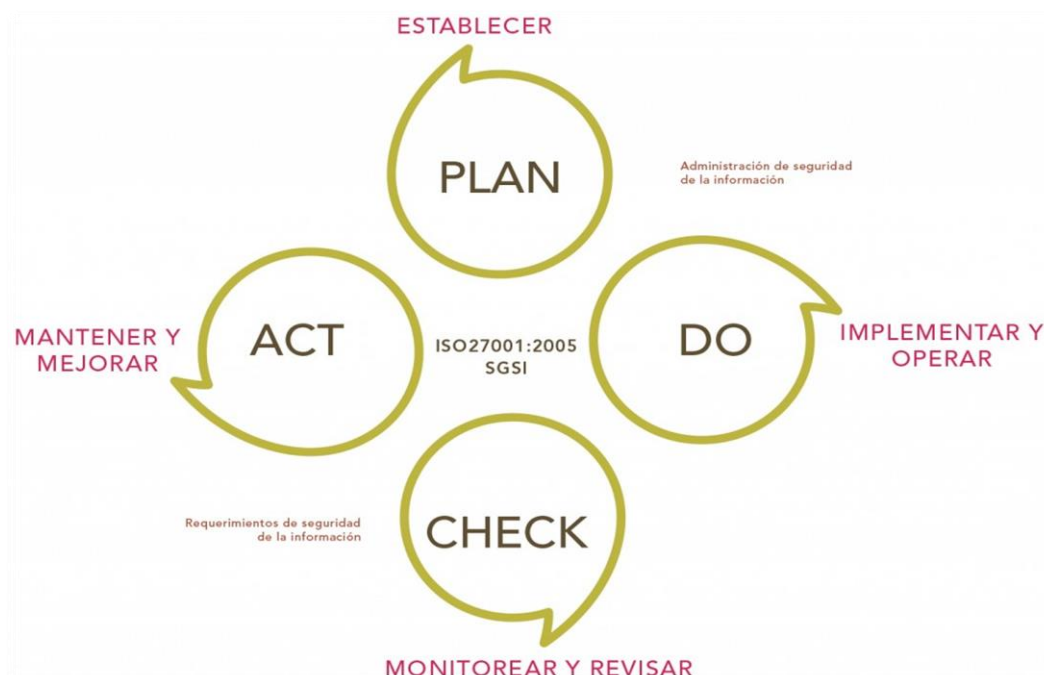 ESTABLECER
PLAN
Administración de seguridad
de la información
ACT
MANTENER Y
MEJORAR
ISO27001:2005
SGSI
DO
IMPLEMENTAR Y
OPERAR
Requerimientos de seguridad
de la información
CHECK
MONITOREAR Y REVISAR